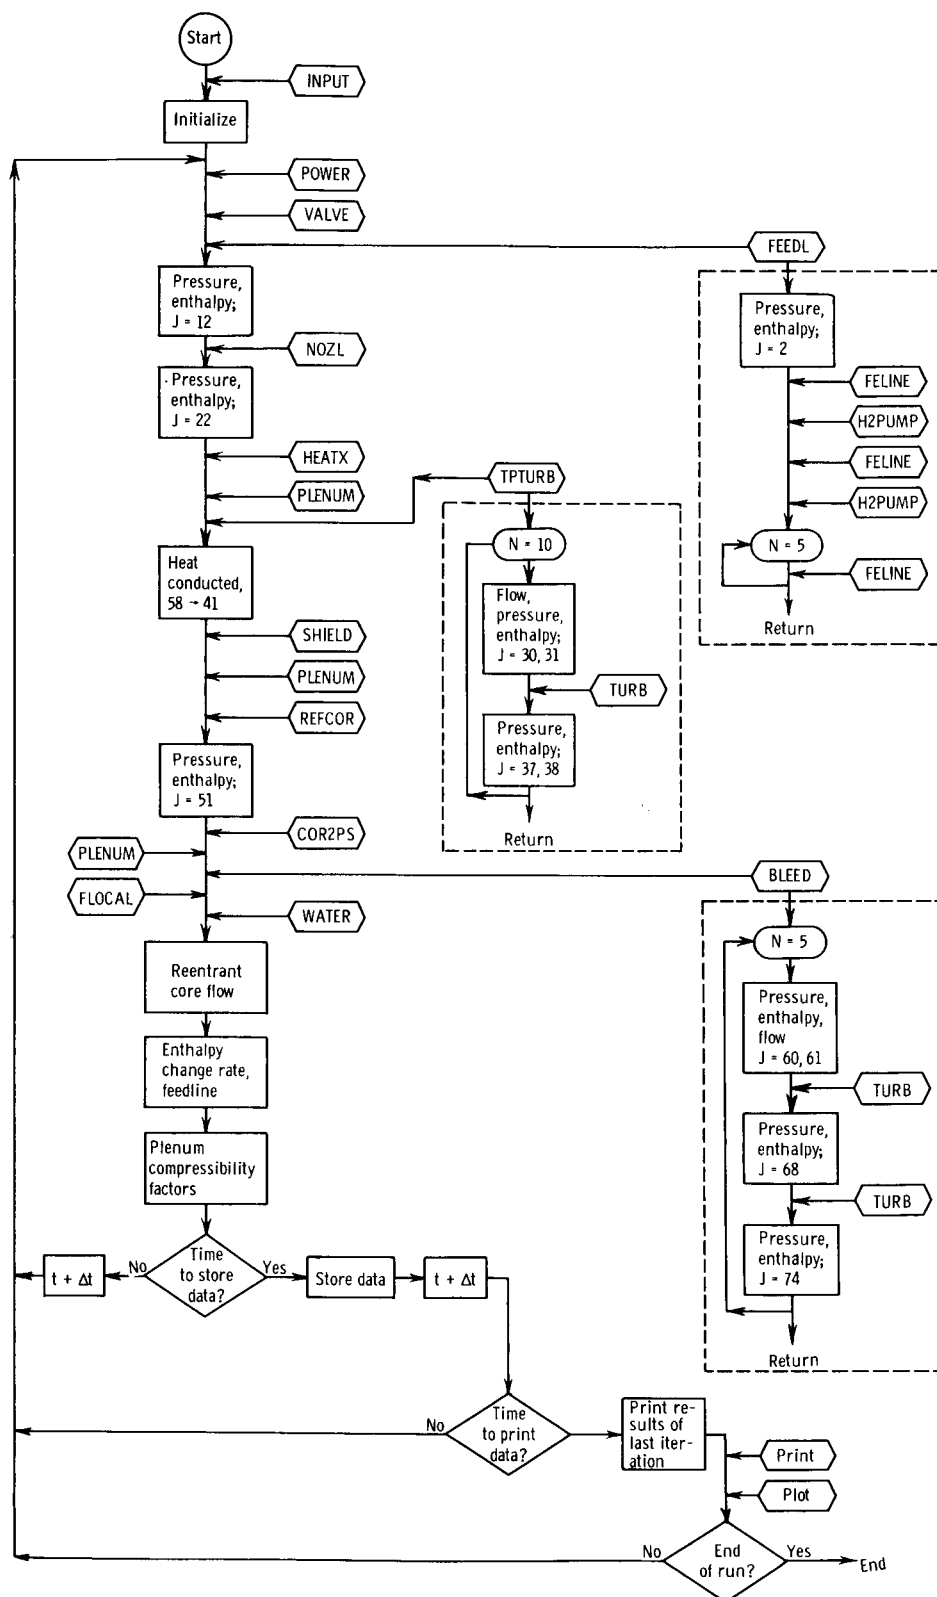 Start
INPUT
Initialize
POWER
VALVE
FEEDL
Pressure,
enthalpy;
J = 12
NOZL
Pressure,
enthalpy;
J = 22
HEATX
PLENUM
TPTURB
Heat
conducted,
58 → 41
SHIELD
PLENUM
REFCOR
Pressure,
enthalpy;
J = 51
COR2PS
PLENUM
BLEED
FLOCAL
WATER
Reentrant
core flow
Enthalpy
change rate,
feedline
Plenum
compressibility
factors
Time
to store
data?
No
t + Δt
Yes
Store data
t + Δt
Time
to print
data?
No
Print re-
sults of
last iter-
ation
Print
Plot
End
of run?
No
Yes
End
Pressure,
enthalpy;
J = 2
FELINE
H2PUMP
FELINE
H2PUMP
N = 5
FELINE
Return
N = 10
Flow,
pressure,
enthalpy;
J = 30, 31
TURB
Pressure,
enthalpy;
J = 37, 38
Return
N = 5
Pressure,
enthalpy,
flow
J = 60, 61
TURB
Pressure,
enthalpy;
J = 68
TURB
Pressure,
enthalpy;
J = 74
Return